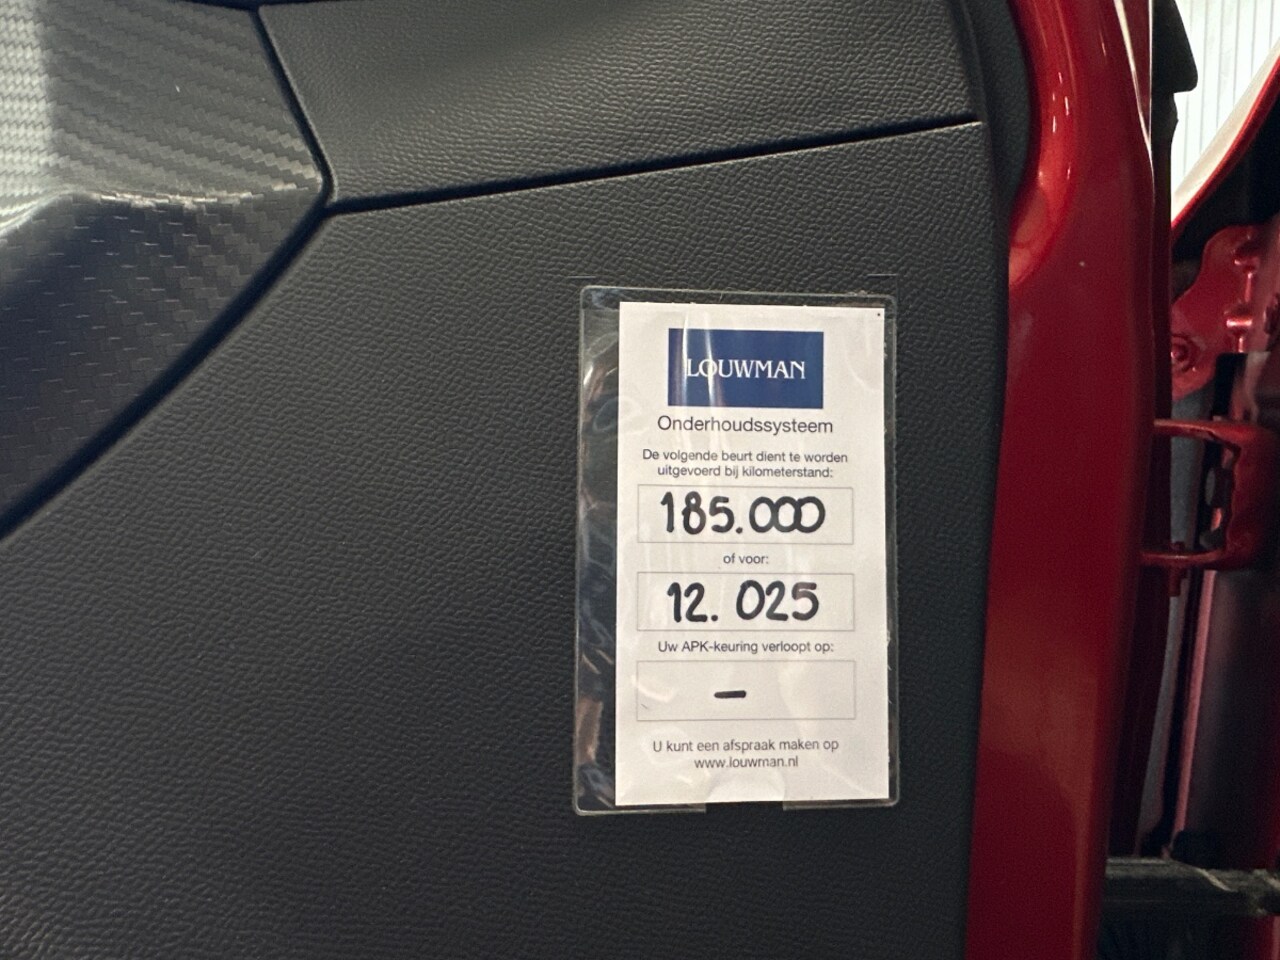 LOUWMAN
Onderhoudssysteem
De volgende beurt dient te worden
uitgevoerd bij kilometerstand:
185.000
of voor:
12. 025
Uw APK-keuring verloopt op:
-
U kunt een afspraak maken op
www.louwman.nl